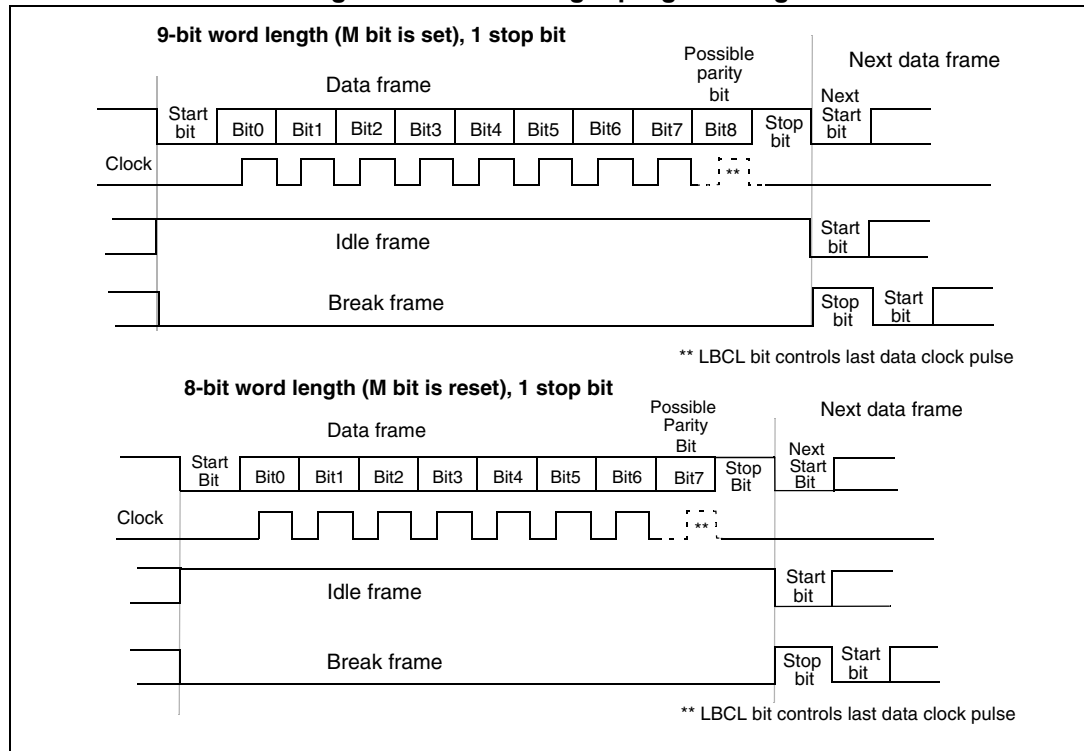 9-bit word length (M bit is set), 1 stop bit
Possible
parity
bit
Next data frame
Data frame
Start
bit
Bit0 Bit1 Bit2 Bit3 Bit4 Bit5 Bit6 Bit7 Bit8
Stop
bit
Next
Start
bit
Clock
**
Idle frame
Start
bit
Break frame
Stop
bit
Start
bit
** LBCL bit controls last data clock pulse
8-bit word length (M bit is reset), 1 stop bit
Possible
Parity
Bit
Next data frame
Data frame
Start
Bit
Bit0 Bit1 Bit2 Bit3 Bit4 Bit5 Bit6 Bit7
Stop
Bit
Next
Start
Bit
Clock
**
Idle frame
Start
bit
Break frame
Stop
bit
Start
bit
** LBCL bit controls last data clock pulse